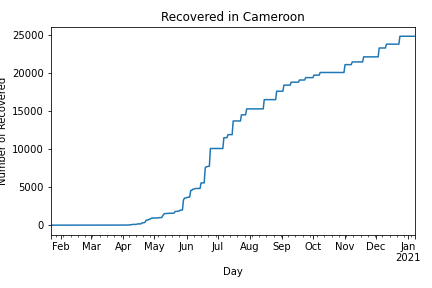 Recovered in Cameroon
Number of Recovered
25000
20000
15000
10000
5000
0
Feb Mar Apr May Jun Jul Aug Sep Oct Nov Dec Jan
2021
Day